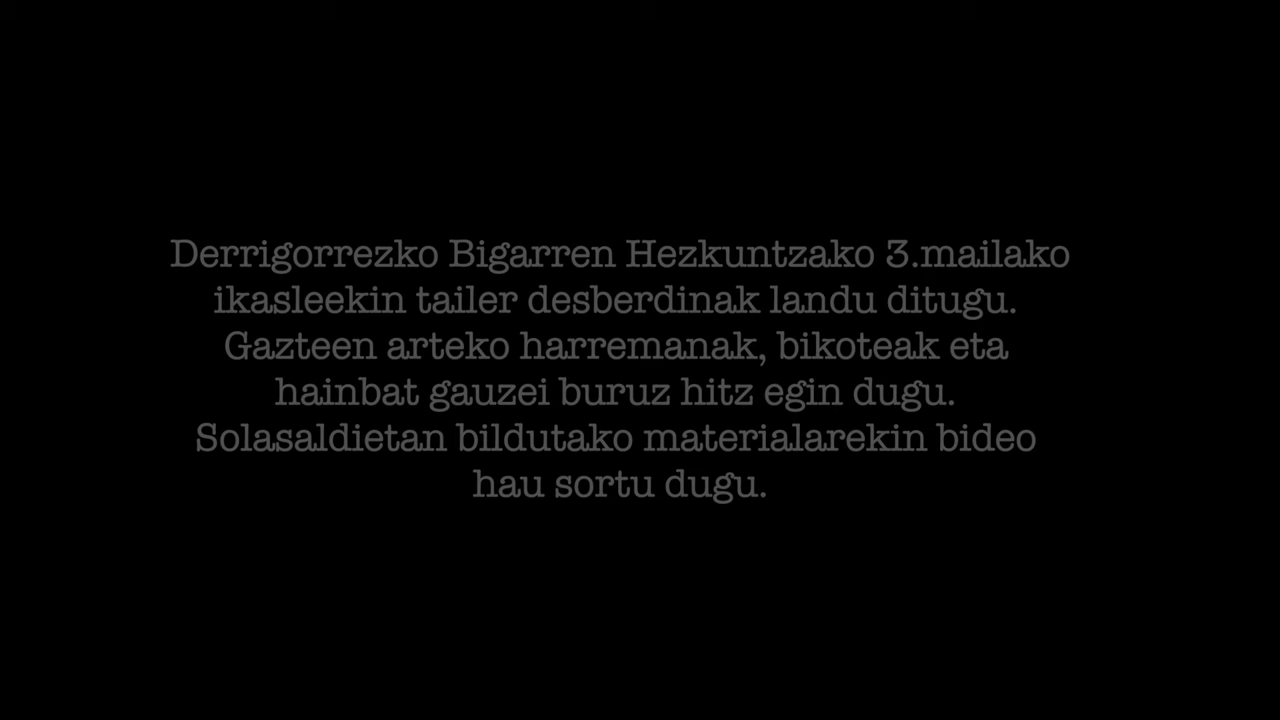 Derrigorrezko Bigarren Hezkuntzako 3.mailako
ikasleekin tailer desberdinak landu ditugu.
Gazteen arteko harremanak, bikoteak eta
hainbat gauzei buruz hitz egin dugu.
Solasaldietan bildutako materialarekin bideo
hau sortu dugu.